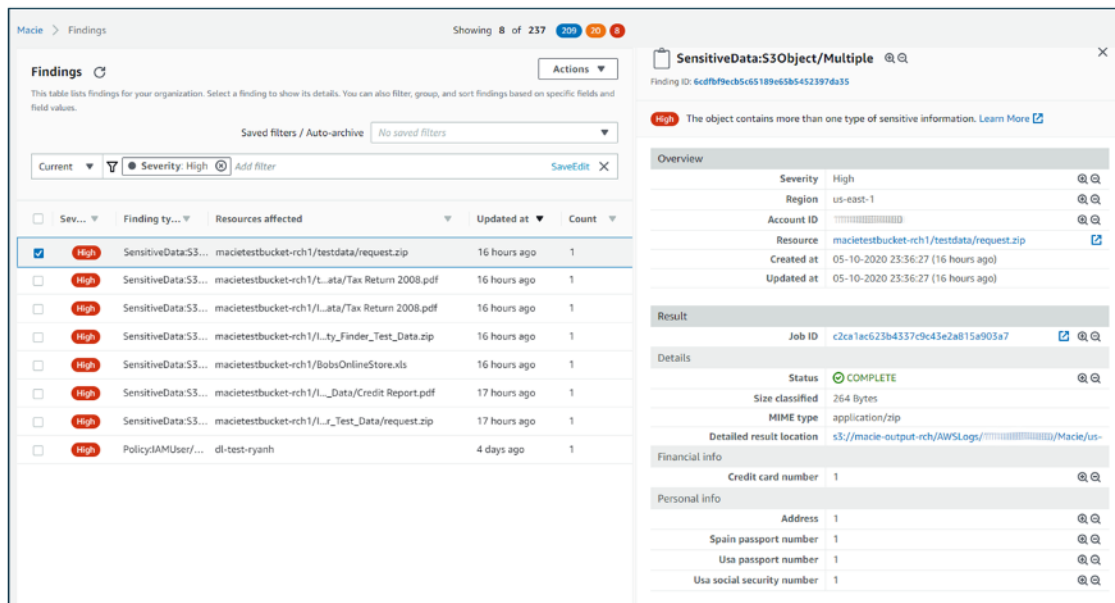 Macie > Findings
Showing 8 of 237 209 20 8
Findings
Actions ▼
This table lists findings for your organization. Select a finding to show its details. You can also filter, group, and sort findings based on specific fields and
field values.
Saved filters / Auto-archive No saved filters ▼
Current ▼ Severity: High Add filter SaveEdit X
Sev... Finding ty... Resources affected Updated at ▼ Count
High SensitiveData:S3... macietestbucket-rch1/testdata/request.zip 16 hours ago 1
High SensitiveData:S3... macietestbucket-rch1/t...ata/Tax Return 2008.pdf 16 hours ago 1
High SensitiveData:S3... macietestbucket-rch1/I...ata/Tax Return 2008.pdf 16 hours ago 1
High SensitiveData:S3... macietestbucket-rch1/I...ty_Finder_Test_Data.zip 16 hours ago 1
High SensitiveData:S3... macietestbucket-rch1/BobsOnlineStore.xls 16 hours ago 1
High SensitiveData:S3... macietestbucket-rch1/I..._Data/Credit Report.pdf 17 hours ago 1
High SensitiveData:S3... macietestbucket-rch1/I...r_Test_Data/request.zip 17 hours ago 1
High Policy:IAMUser/... dl-test-ryanh 4 days ago 1
SensitiveData:S3Object/Multiple
Finding ID: 6cdfbf9ecb5c65189e65b5452397da35
High The object contains more than one type of sensitive information. Learn More
Overview
Severity High
Region us-east-1
Account ID
Resource macietestbucket-rch1/testdata/request.zip
Created at 05-10-2020 23:36:27 (16 hours ago)
Updated at 05-10-2020 23:36:27 (16 hours ago)
Result
Job ID c2ca1ac623b4337c9c43e2a815a903a7
Details
Status COMPLETE
Size classified 264 Bytes
MIME type application/zip
Detailed result location s3://macie-output-rch/AWSLogs/ /Macie/us-
Financial info
Credit card number 1
Personal info
Address 1
Spain passport number 1
Usa passport number 1
Usa social security number 1